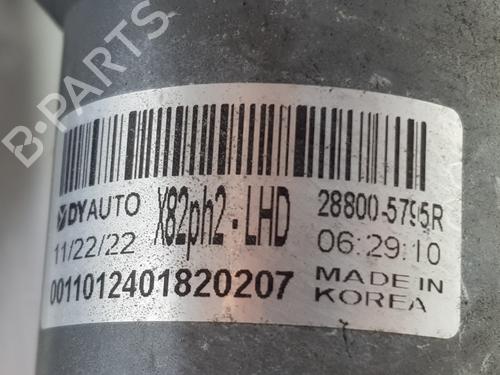 B-PARTS
DYAUTO X82ph2-LHD 28800-5795R
11/22/22 06:29:10
0011012401820207 MADE IN
KOREA